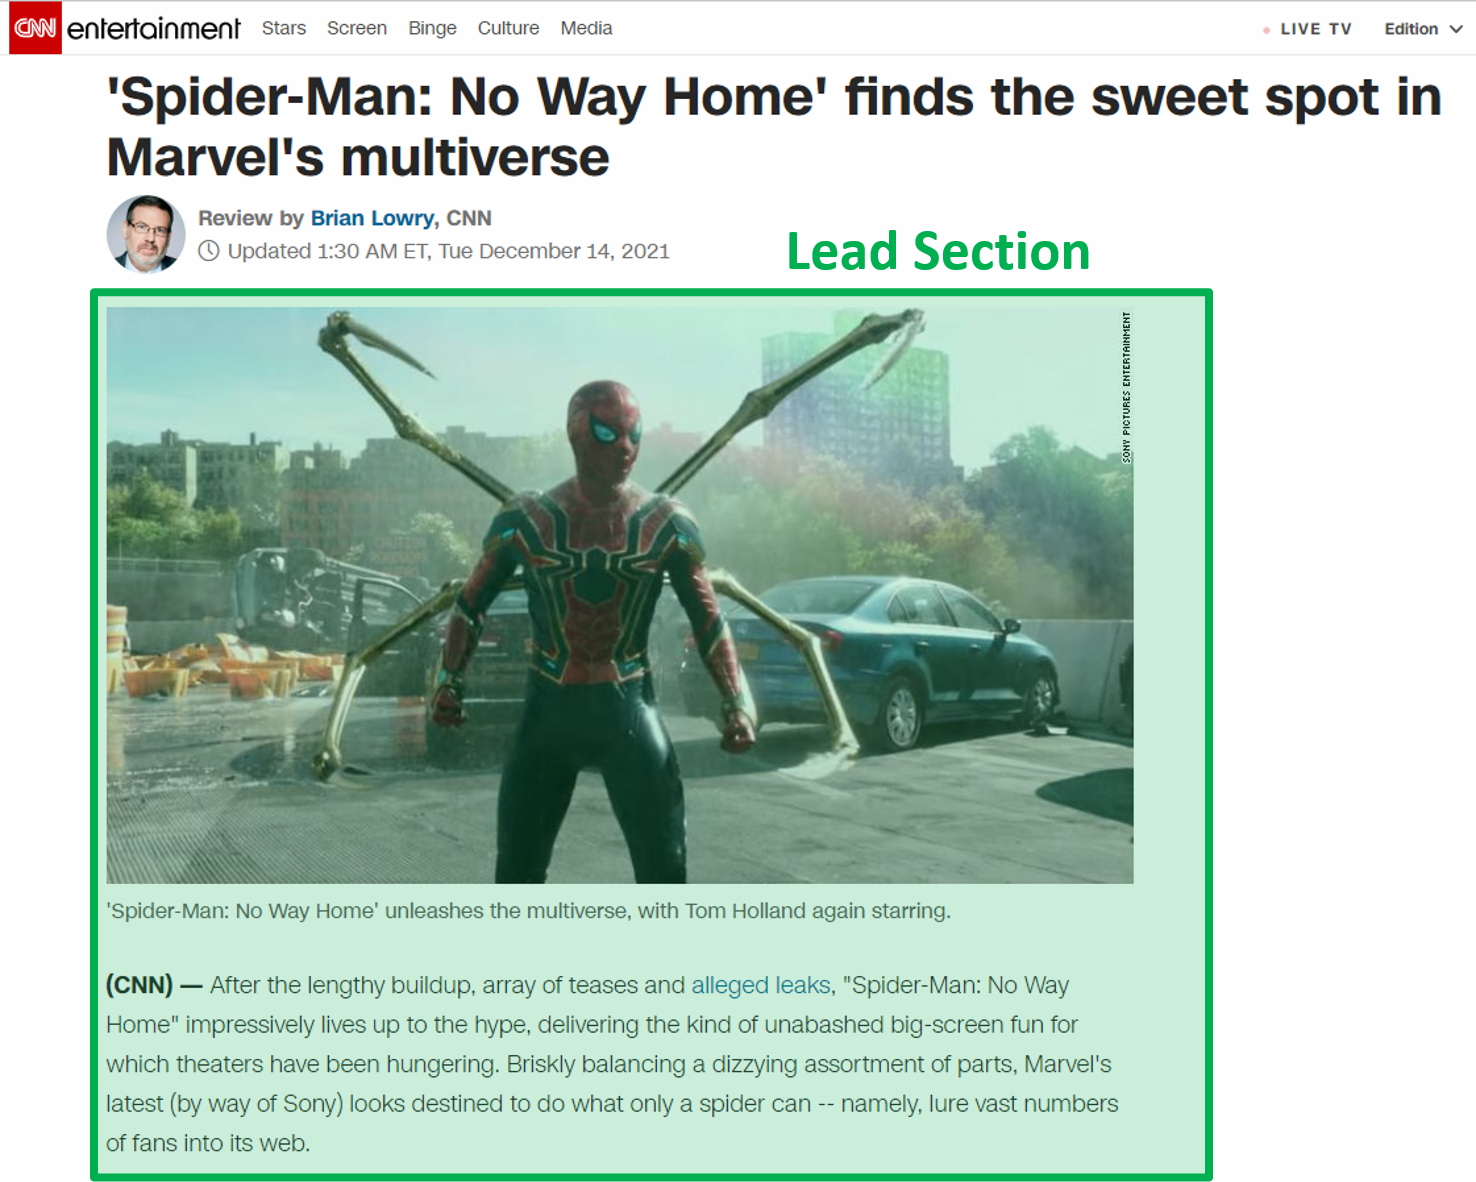 CNN entertainment Stars Screen Binge Culture Media LIVE TV Edition
'Spider-Man: No Way Home' finds the sweet spot in
Marvel's multiverse
Review by Brian Lowry, CNN
Updated 1:30 AM ET, Tue December 14, 2021
Lead Section
SONY PICTURES ENTERTAINMENT
'Spider-Man: No Way Home' unleashes the multiverse, with Tom Holland again starring.
(CNN) — After the lengthy buildup, array of teases and alleged leaks, "Spider-Man: No Way
Home" impressively lives up to the hype, delivering the kind of unabashed big-screen fun for
which theaters have been hungering. Briskly balancing a dizzying assortment of parts, Marvel's
latest (by way of Sony) looks destined to do what only a spider can -- namely, lure vast numbers
of fans into its web.